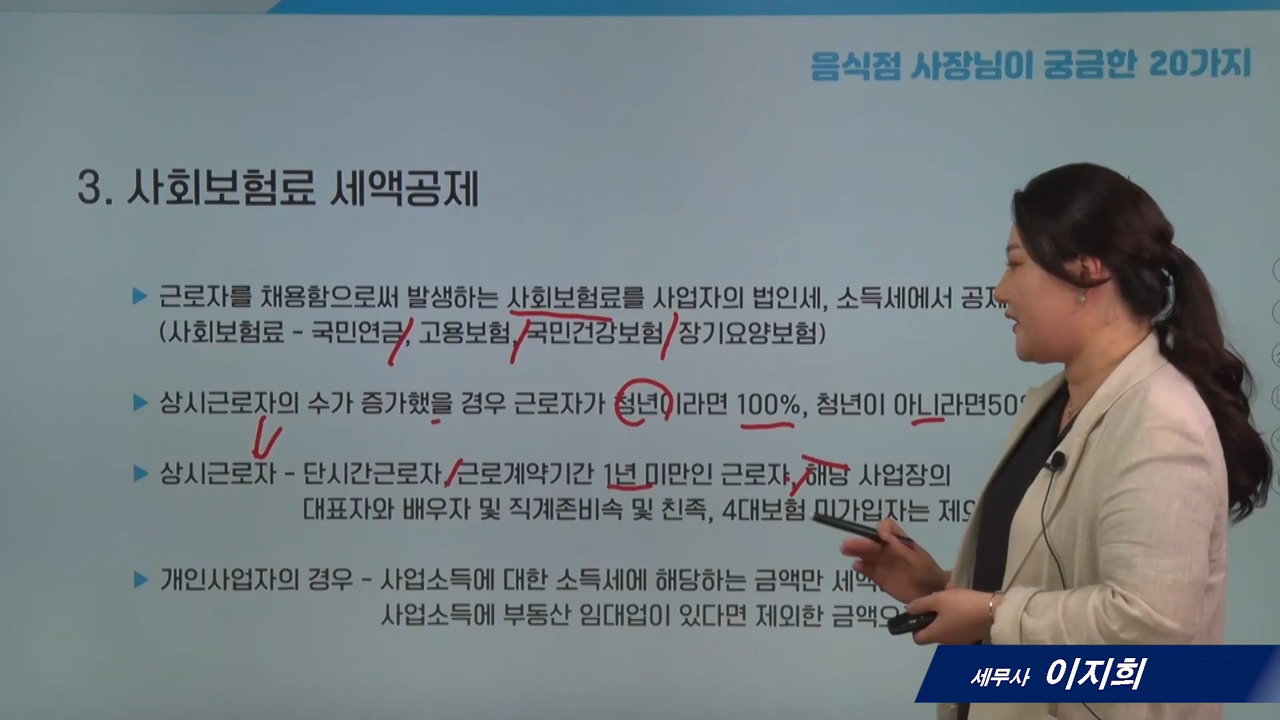 음식점 사장님이 궁금한 20가지
3. 사회보험료 세액공제
▶ 근로자를 채용함으로써 발생하는 사회보험료를 사업자의 법인세, 소득세에서 공제
(사회보험료 - 국민연금, 고용보험, 국민건강보험, 장기요양보험)
▶ 상시근로자의 수가 증가했을 경우 근로자가 청년이라면 100%, 청년이 아니라면50%
▶ 상시근로자 - 단시간근로자, 근로계약기간 1년 미만인 근로자, 해당 사업장의
대표자와 배우자 및 직계존비속 및 친족, 4대보험 미가입자는 제외
▶ 개인사업자의 경우 - 사업소득에 대한 소득세에 해당하는 금액만
사업소득에 부동산 임대업이 있다면 제외한
세무사 이지희